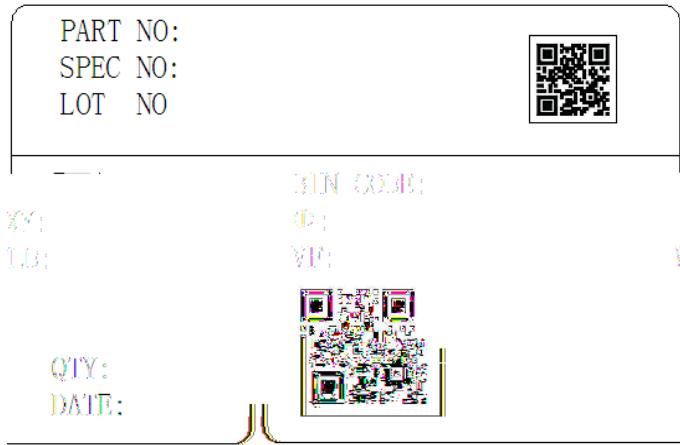 PART NO:
SPEC NO:
LOT NO
BIN CODE:
XY:
Φ:
LD:
VF:
QTY:
DATE: